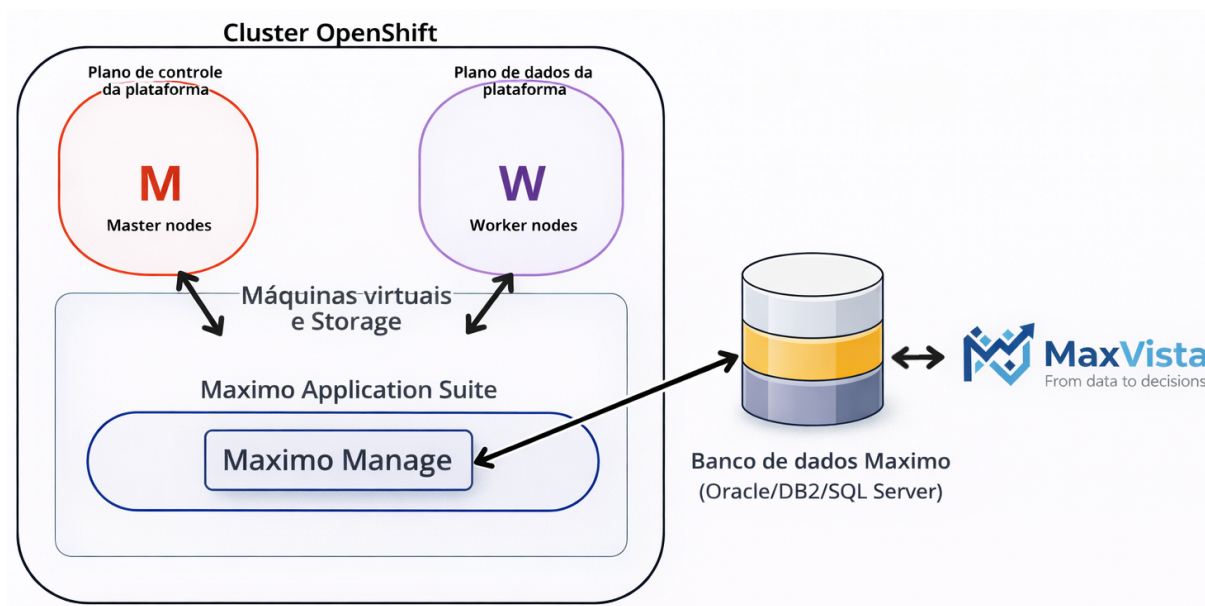 Cluster OpenShift
Plano de controle
da plataforma
Plano de dados da
plataforma
M
W
Master nodes
Worker nodes
Máquinas virtuais
e Storage
Maximo Application Suite
Maximo Manage
MaxVista
From data to decisions
Banco de dados Maximo
(Oracle/DB2/SQL Server)